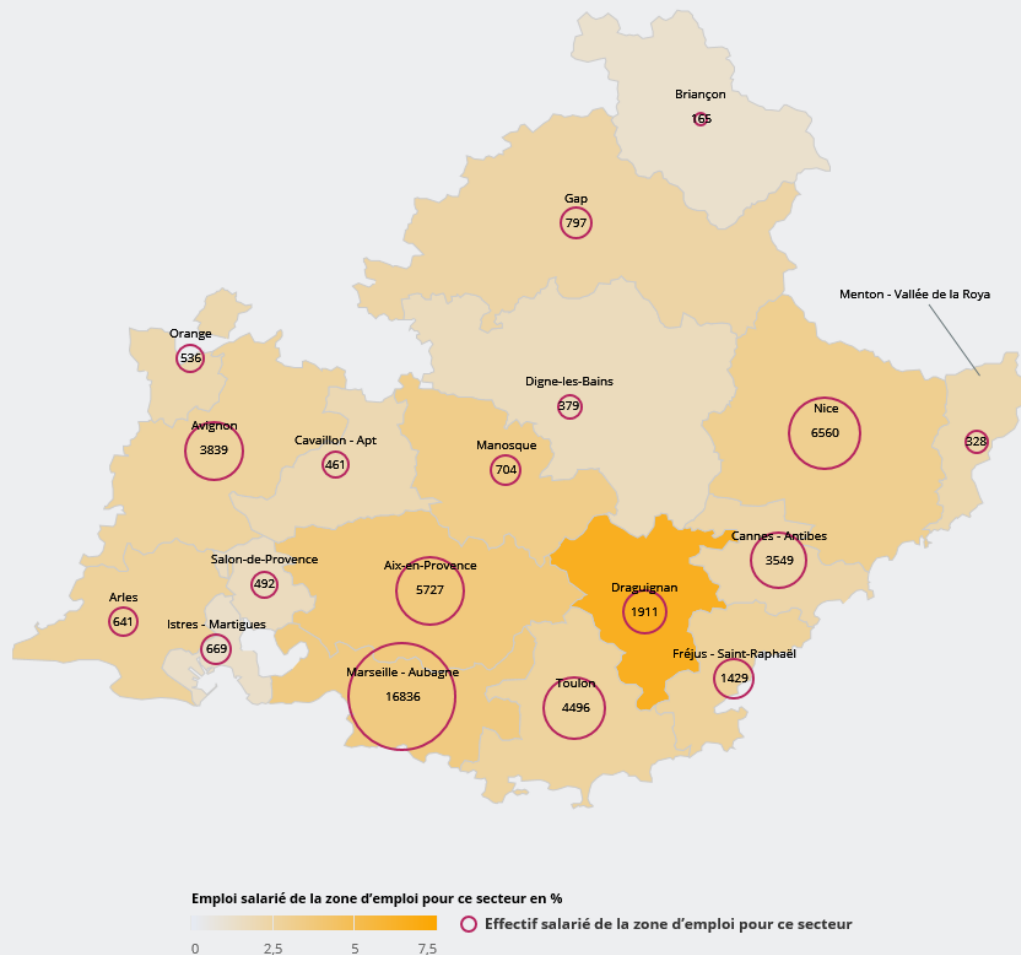 Briançon
165
Gap
797
Menton - Vallée de la Roya
Orange
536
Digne-les-Bains
379
Nice
6560
Avignon
3839
Cavaillon - Apt
461
Manosque
704
328
Cannes - Antibes
3549
Salon-de-Provence
492
Aix-en-Provence
5727
Draguignan
1911
Arles
641
Istres - Martigues
669
Fréjus - Saint-Raphaël
1429
Marseille - Aubagne
16836
Toulon
4496
Emploi salarié de la zone d’emploi pour ce secteur en %
Effectif salarié de la zone d’emploi pour ce secteur
0 2,5 5 7,5